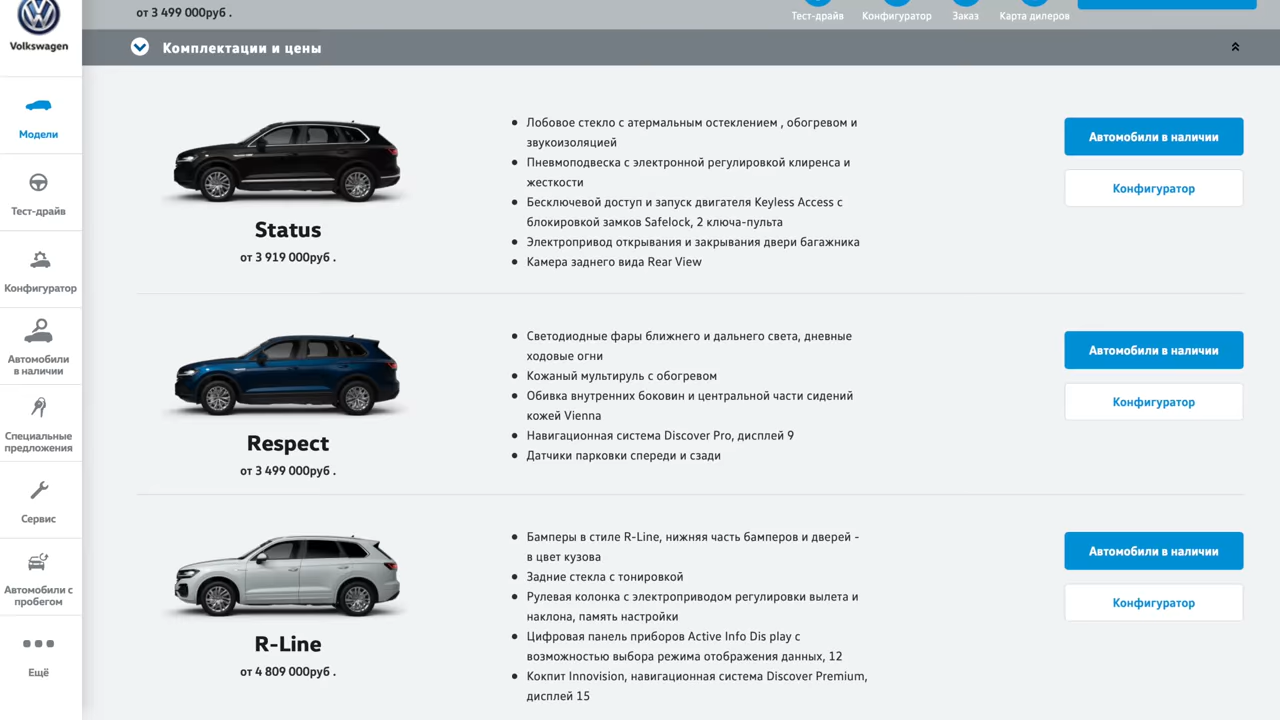 Volkswagen
от 3 499 000руб .
Тест-драйв
Конфигуратор
Заказ
Карта дилеров
Комплектации и цены
Модели
Тест-драйв
Конфигуратор
Автомобили
в наличии
Специальные
предложения
Сервис
Автомобили с
пробегом
Ещё
Status
от 3 919 000руб .
Лобовое стекло с атермальным остеклением , обогревом и
звукоизоляцией
Пневмоподвеска с электронной регулировкой клиренса и
жесткости
Бесключевой доступ и запуск двигателя Keyless Access с
блокировкой замков Safelock, 2 ключа-пульта
Электропривод открывания и закрывания двери багажника
Камера заднего вида Rear View
Автомобили в наличии
Конфигуратор
Respect
от 3 499 000руб .
Светодиодные фары ближнего и дальнего света, дневные
ходовые огни
Кожаный мультируль с обогревом
Обивка внутренних боковин и центральной части сидений
кожей Vienna
Навигационная система Discover Pro, дисплей 9
Датчики парковки спереди и сзади
Автомобили в наличии
Конфигуратор
R-Line
от 4 809 000руб .
Бамперы в стиле R-Line, нижняя часть бамперов и дверей -
в цвет кузова
Задние стекла с тонировкой
Рулевая колонка с электроприводом регулировки вылета и
наклона, память настройки
Цифровая панель приборов Active Info Dis play с
возможностью выбора режима отображения данных, 12
Кокпит Innovision, навигационная система Discover Premium,
дисплей 15
Автомобили в наличии
Конфигуратор